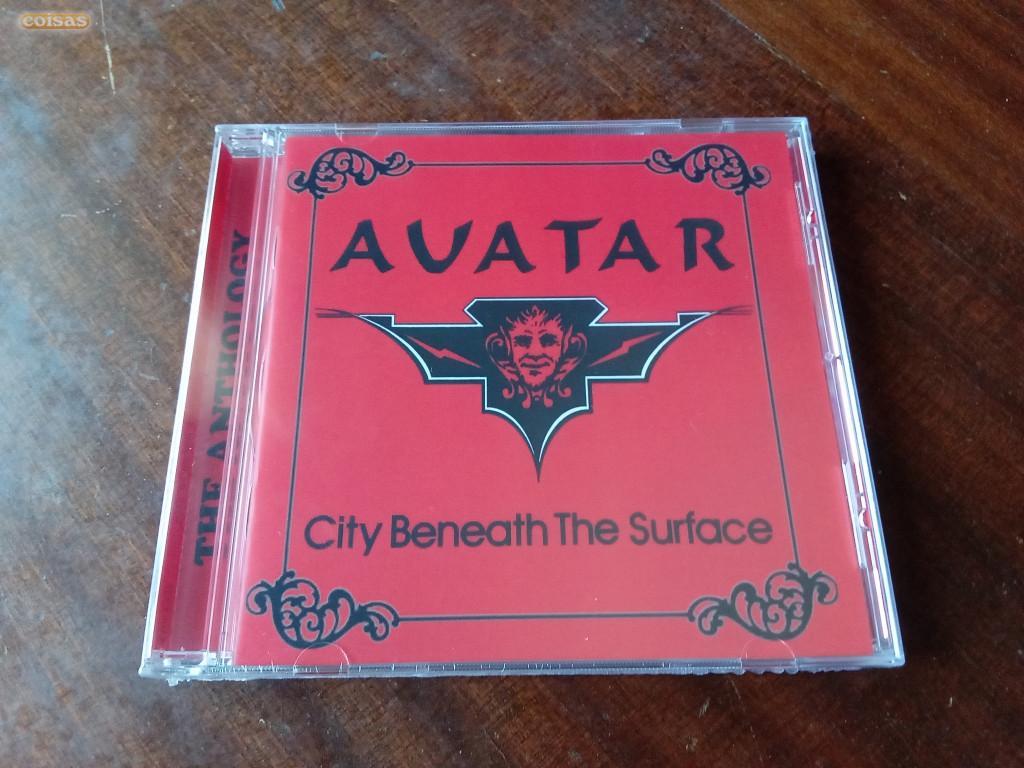 coisas
AVATAR
City Beneath The Surface
THE ANTHOLOGY